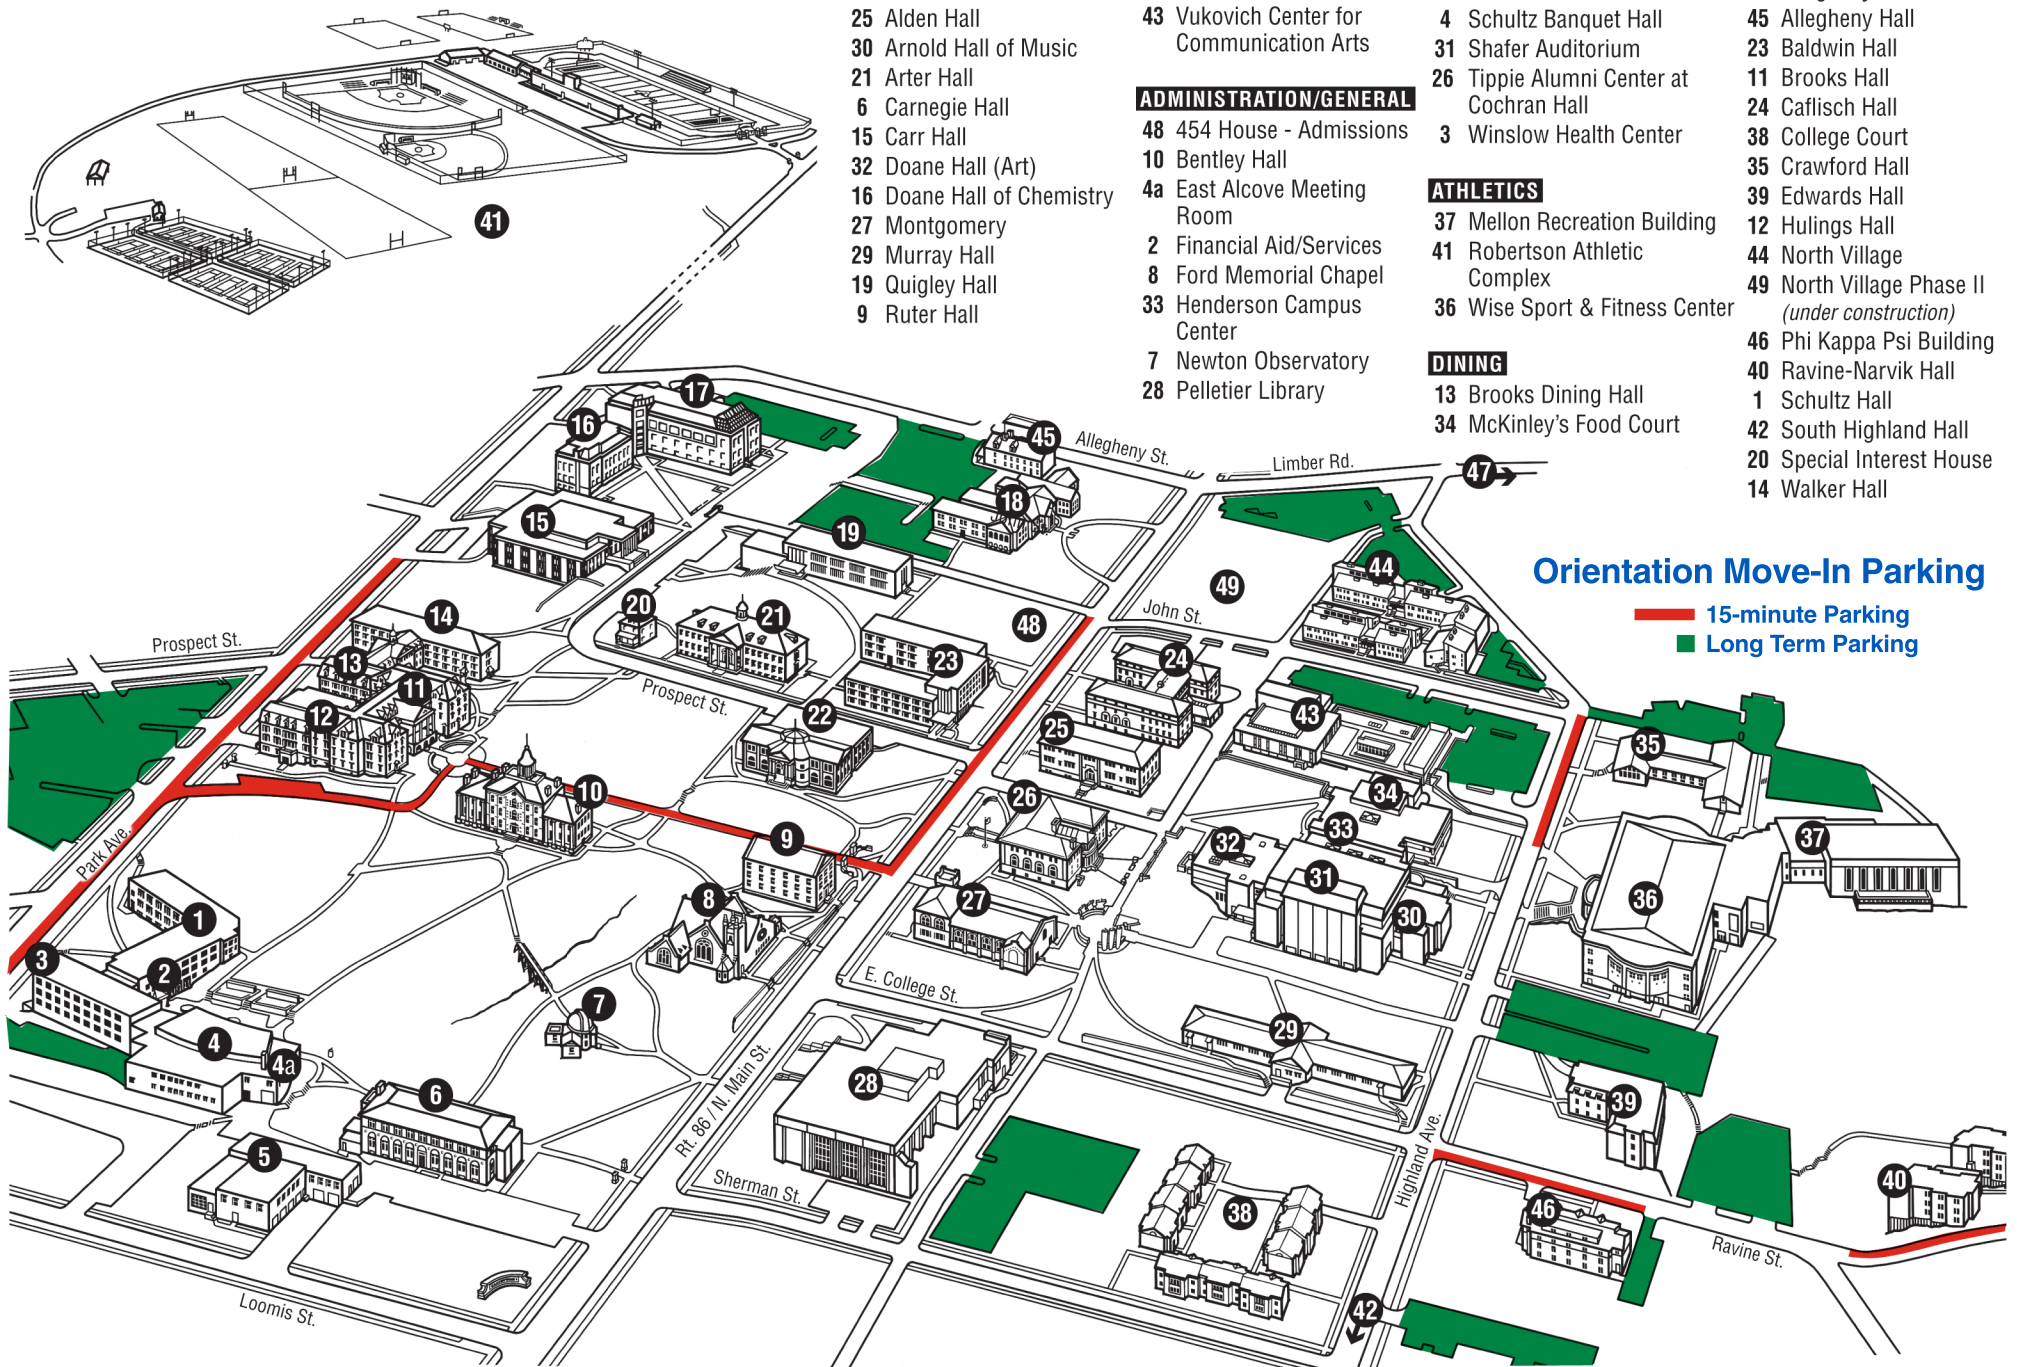 25 Alden Hall
30 Arnold Hall of Music
21 Arter Hall
6 Carnegie Hall
15 Carr Hall
32 Doane Hall (Art)
16 Doane Hall of Chemistry
27 Montgomery
29 Murray Hall
19 Quigley Hall
9 Ruter Hall
43 Vukovich Center for
Communication Arts
ADMINISTRATION/GENERAL
48 454 House - Admissions
10 Bentley Hall
4a East Alcove Meeting
Room
2 Financial Aid/Services
8 Ford Memorial Chapel
33 Henderson Campus
Center
7 Newton Observatory
28 Pelletier Library
4 Schultz Banquet Hall
31 Shafer Auditorium
26 Tippie Alumni Center at
Cochran Hall
3 Winslow Health Center
ATHLETICS
37 Mellon Recreation Building
41 Robertson Athletic
Complex
36 Wise Sport & Fitness Center
DINING
13 Brooks Dining Hall
34 McKinley's Food Court
45 Allegheny Hall
23 Baldwin Hall
11 Brooks Hall
24 Caflisch Hall
38 College Court
35 Crawford Hall
39 Edwards Hall
12 Hulings Hall
44 North Village
49 North Village Phase II
(under construction)
46 Phi Kappa Psi Building
40 Ravine-Narvik Hall
1 Schultz Hall
42 South Highland Hall
20 Special Interest House
14 Walker Hall
Orientation Move-In Parking
15-minute Parking
Long Term Parking
41
17
16
45
Allegheny St.
Limber Rd.
47
18
15
19
44
49
John St.
20
21
48
14
Prospect St.
13
11
12
23
24
Prospect St.
22
25
43
35
10
26
34
33
9
32
37
Park Ave.
31
8
27
30
36
1
3
2
E. College St.
7
29
4
4a
28
6
Rt. 86 / N. Main St.
39
5
Sherman St.
Highland Ave.
40
38
46
Ravine St.
42
Loomis St.